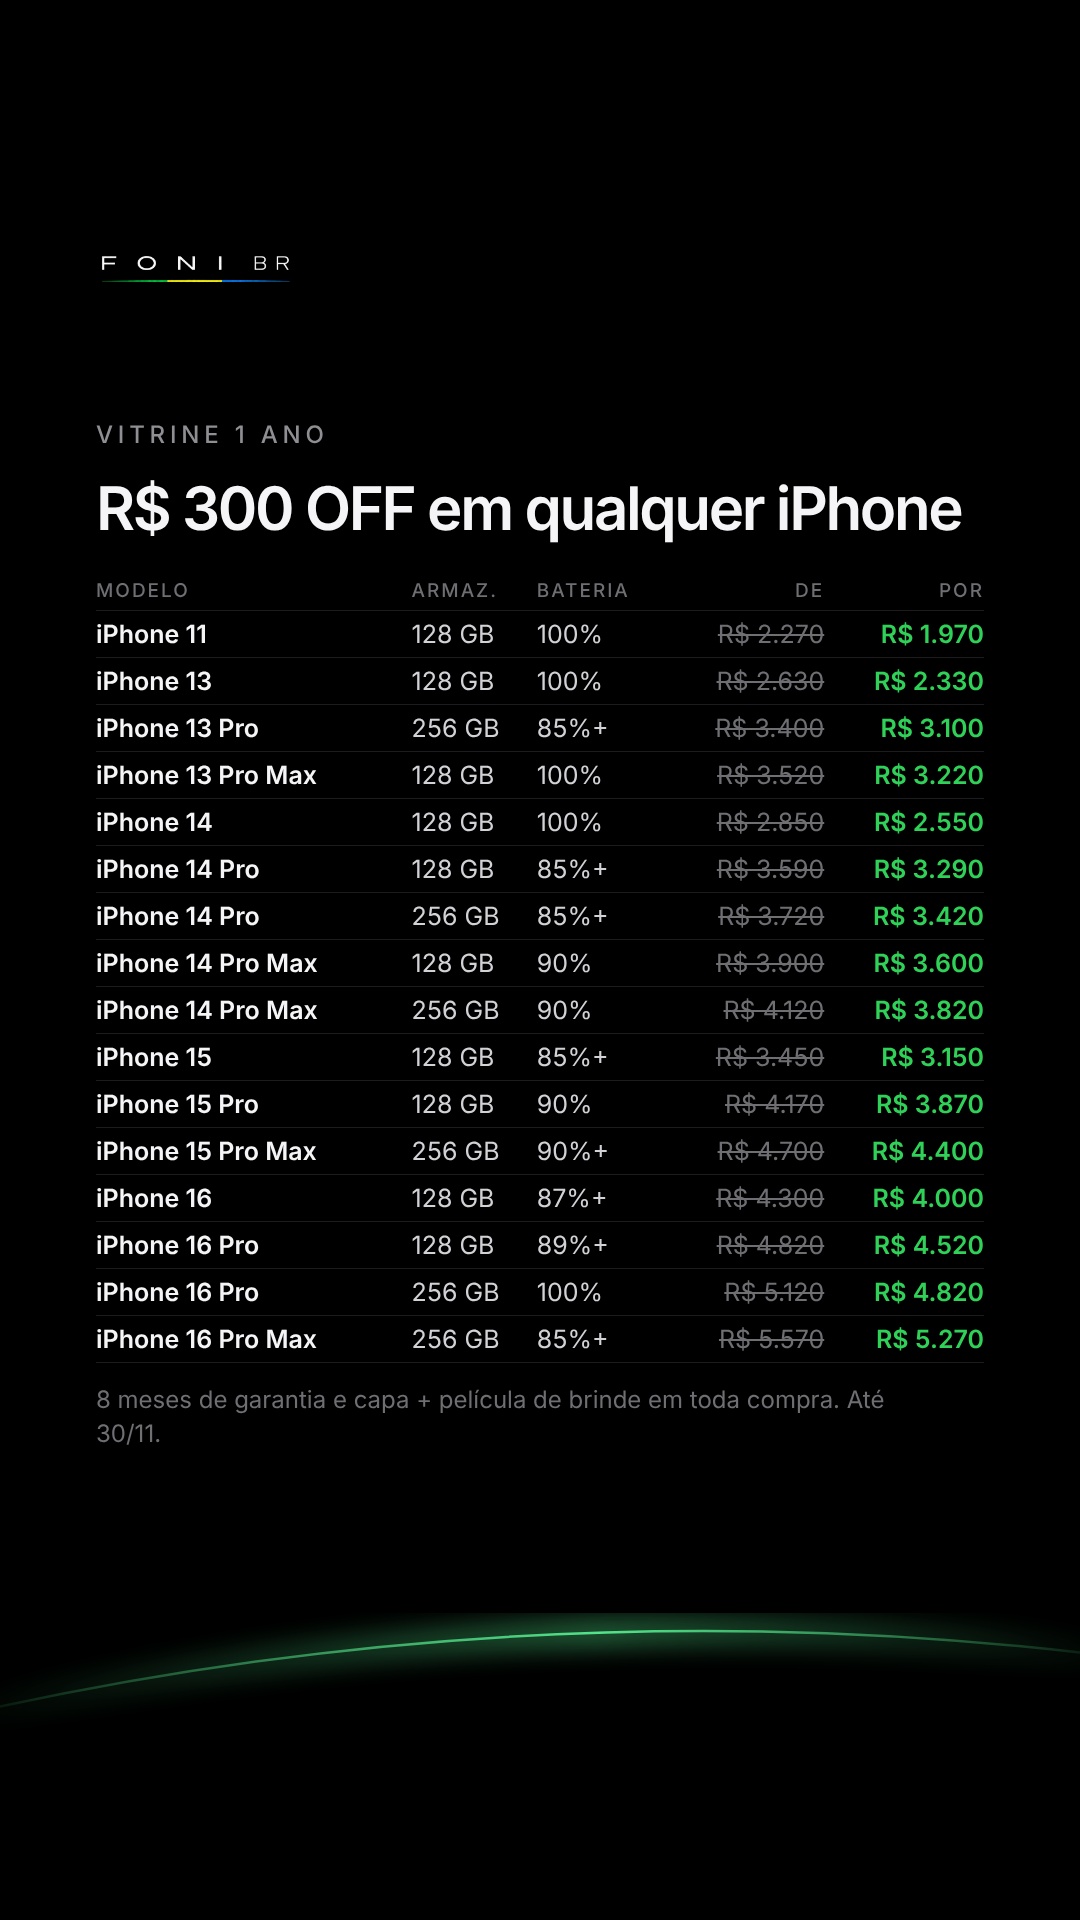 FONI BR
VITRINE 1 ANO
R$ 300 OFF em qualquer iPhone
MODELO ARMAZ. BATERIA DE POR
iPhone 11 128 GB 100% R$ 2.270 R$ 1.970
iPhone 13 128 GB 100% R$ 2.630 R$ 2.330
iPhone 13 Pro 256 GB 85%+ R$ 3.400 R$ 3.100
iPhone 13 Pro Max 128 GB 100% R$ 3.520 R$ 3.220
iPhone 14 128 GB 100% R$ 2.850 R$ 2.550
iPhone 14 Pro 128 GB 85%+ R$ 3.590 R$ 3.290
iPhone 14 Pro 256 GB 85%+ R$ 3.720 R$ 3.420
iPhone 14 Pro Max 128 GB 90% R$ 3.900 R$ 3.600
iPhone 14 Pro Max 256 GB 90% R$ 4.120 R$ 3.820
iPhone 15 128 GB 85%+ R$ 3.450 R$ 3.150
iPhone 15 Pro 128 GB 90% R$ 4.170 R$ 3.870
iPhone 15 Pro Max 256 GB 90%+ R$ 4.700 R$ 4.400
iPhone 16 128 GB 87%+ R$ 4.300 R$ 4.000
iPhone 16 Pro 128 GB 89%+ R$ 4.820 R$ 4.520
iPhone 16 Pro 256 GB 100% R$ 5.120 R$ 4.820
iPhone 16 Pro Max 256 GB 85%+ R$ 5.570 R$ 5.270
8 meses de garantia e capa + película de brinde em toda compra. Até
30/11.